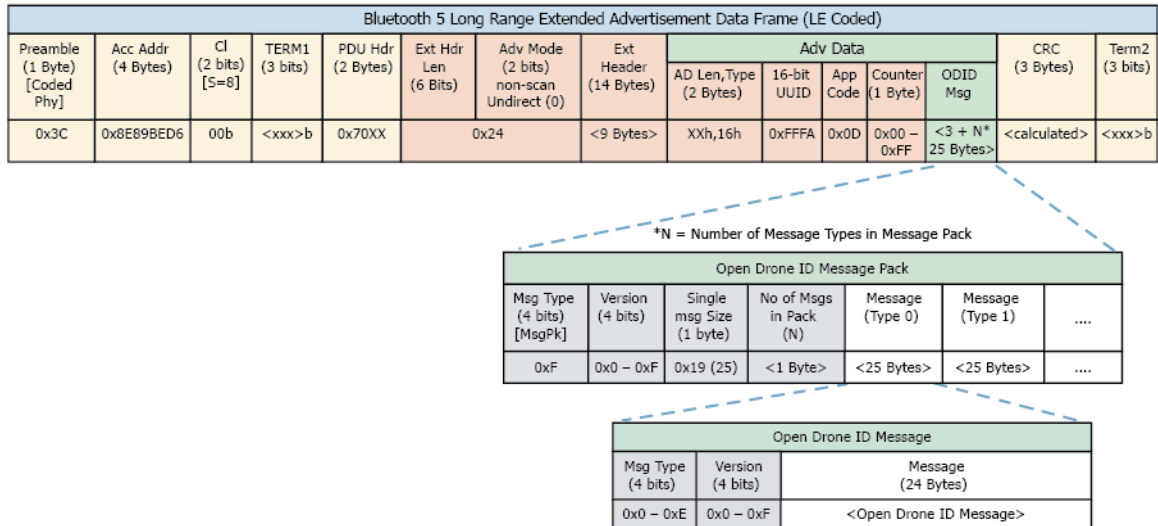 Bluetooth 5 Long Range Extended Advertisement Data Frame (LE Coded)
Preamble
(1 Byte)
[Coded
Phy]
Acc Addr
(4 Bytes)
CI
(2 bits)
[S=8]
TERM1
(3 bits)
PDU Hdr
(2 Bytes)
Ext Hdr
Len
(6 Bits)
Adv Mode
(2 bits)
non-scan
Undirect (0)
Ext
Header
(14 Bytes)
Adv Data
AD Len,Type
(2 Bytes)
16-bit
UUID
App
Code
Counter
(1 Byte)
ODID
Msg
CRC
(3 Bytes)
Term2
(3 bits)
0x3C
0x8E89BED6
00b
<xxx>b
0x70XX
0x24
<9 Bytes>
XXh,16h
0xFFFA
0x0D
0x00 –
0xFF
<3 + N*
25 Bytes>
<calculated>
<xxx>b
*N = Number of Message Types in Message Pack
Open Drone ID Message Pack
Msg Type
(4 bits)
[MsgPk]
Version
(4 bits)
Single
msg Size
(1 byte)
No of Msgs
in Pack
(N)
Message
(Type 0)
Message
(Type 1)
....
0xF
0x0 – 0xF
0x19 (25)
<1 Byte>
<25 Bytes>
<25 Bytes>
....
Open Drone ID Message
Msg Type
(4 bits)
Version
(4 bits)
Message
(24 Bytes)
0x0 – 0xE
0x0 – 0xF
<Open Drone ID Message>